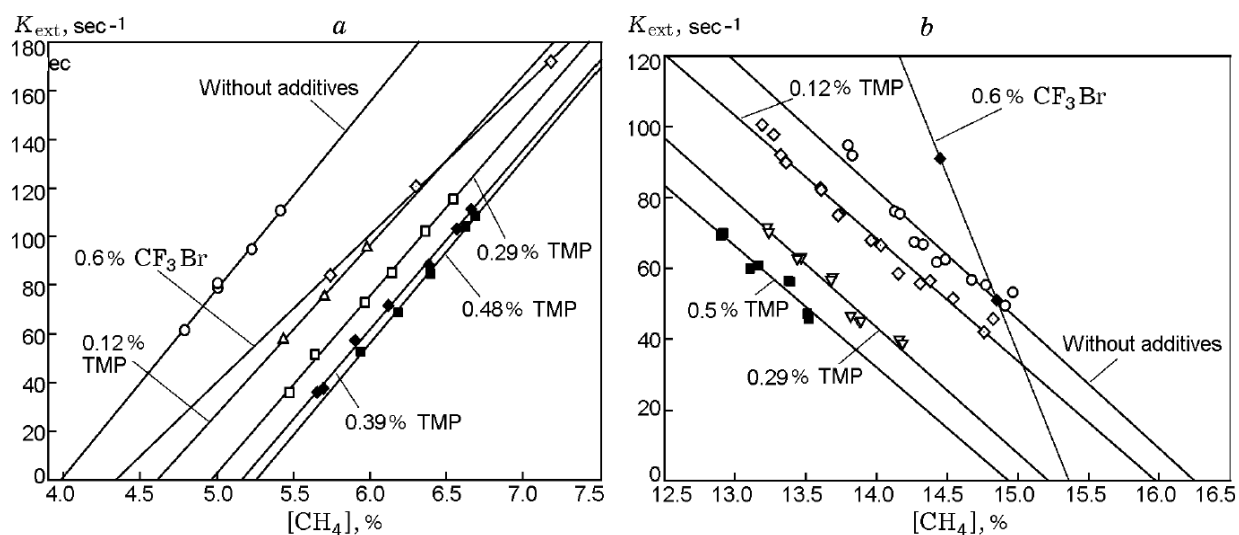 K_ext, sec-1
a
180
ec
160
140
120
100
80
60
40
20
0
Without additives
0.6% CF₃Br
0.12%
TMP
0.29%
TMP
0.48% TMP
0.39% TMP
4.0 4.5 5.0 5.5 6.0 6.5 7.0 7.5
[CH₄], %
K_ext, sec-1
b
120
100
80
60
40
20
0
0.12% TMP
0.6% CF₃Br
0.5% TMP
0.29% TMP
Without additives
12.5 13.0 13.5 14.0 14.5 15.0 15.5 16.0 16.5
[CH₄], %